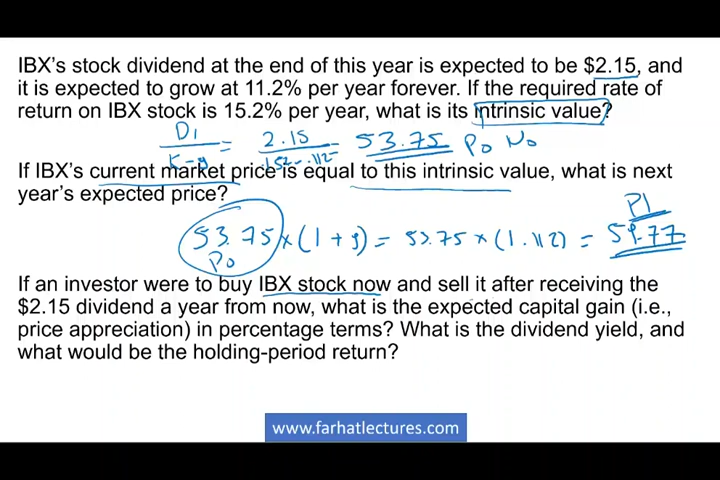 IBX's stock dividend at the end of this year is expected to be $2.15, and
it is expected to grow at 11.2% per year forever. If the required rate of
return on IBX stock is 15.2% per year, what is its intrinsic value?
D1 / K-g = 2.15 / .152-.112 = 53.75 P0 V0
If IBX's current market price is equal to this intrinsic value, what is next
year's expected price?
P1
53.75 × (1 + g) = 53.75 × (1.112) = 59.77
P0
If an investor were to buy IBX stock now and sell it after receiving the
$2.15 dividend a year from now, what is the expected capital gain (i.e.,
price appreciation) in percentage terms? What is the dividend yield, and
what would be the holding-period return?
www.farhatlectures.com